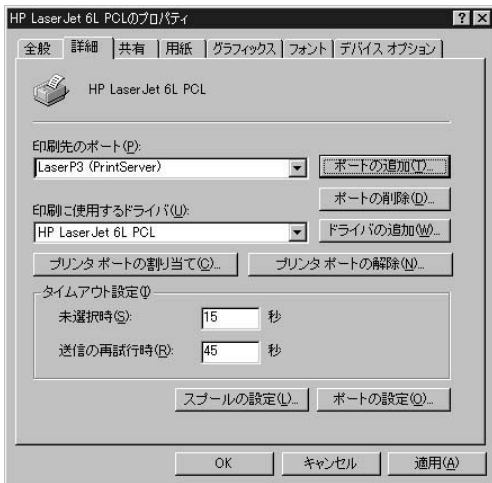 HP LaserJet 6L PCLのプロパティ
全般 詳細 共有 用紙 グラフィックス フォント デバイス オプション
HP LaserJet 6L PCL
印刷先のポート(P):
LaserP3 (PrintServer)
ポートの追加(T)...
ポートの削除(D)...
印刷に使用するドライバ(U):
HP LaserJet 6L PCL
ドライバの追加(W)...
プリンタ ポートの割り当て(C)... プリンタ ポートの解除(N)...
タイムアウト設定(I)
未選択時(S): 15 秒
送信の再試行時(R): 45 秒
スプールの設定(L)... ポートの設定(O)...
OK キャンセル 適用(A)